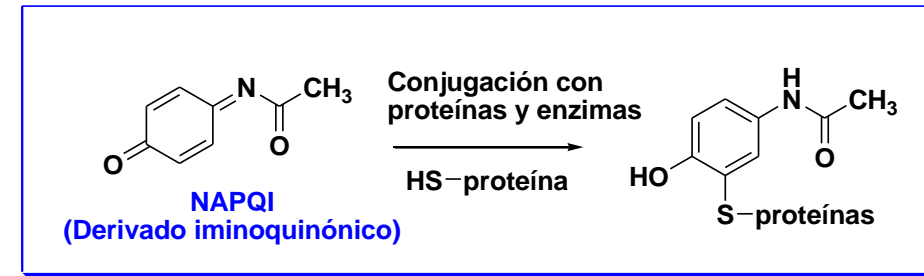 N
CH3
O
O
NAPQI
(Derivado iminoquinónico)
Conjugación con
proteínas y enzimas
HS–proteína
H
N
CH3
O
HO
S–proteínas